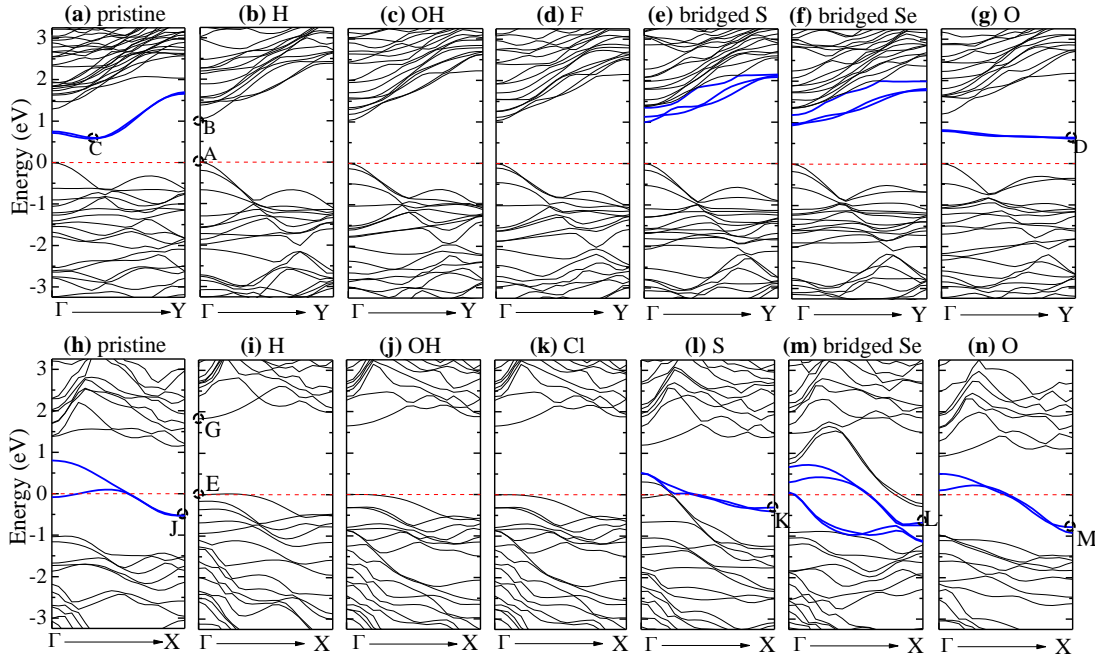 (a) pristine (b) H (c) OH (d) F (e) bridged S (f) bridged Se (g) O
Energy (eV)
3
2
1
0
-1
-2
-3
C
B
A
D
Γ Y Γ Y Γ Y Γ Y Γ Y Γ Y Γ Y
(h) pristine (i) H (j) OH (k) Cl (l) S (m) bridged Se (n) O
Energy (eV)
3
2
1
0
-1
-2
-3
J
G
E
K
L
M
Γ X Γ X Γ X Γ X Γ X Γ X Γ X